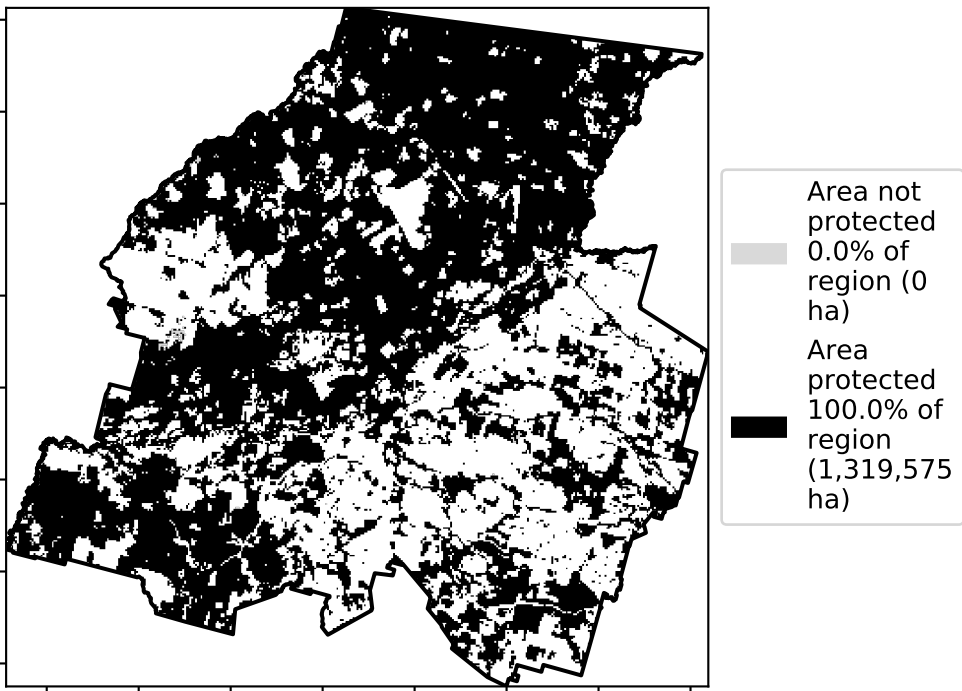 Area not
protected
0.0% of
region (0
ha)
Area
protected
100.0% of
region
(1,319,575
ha)